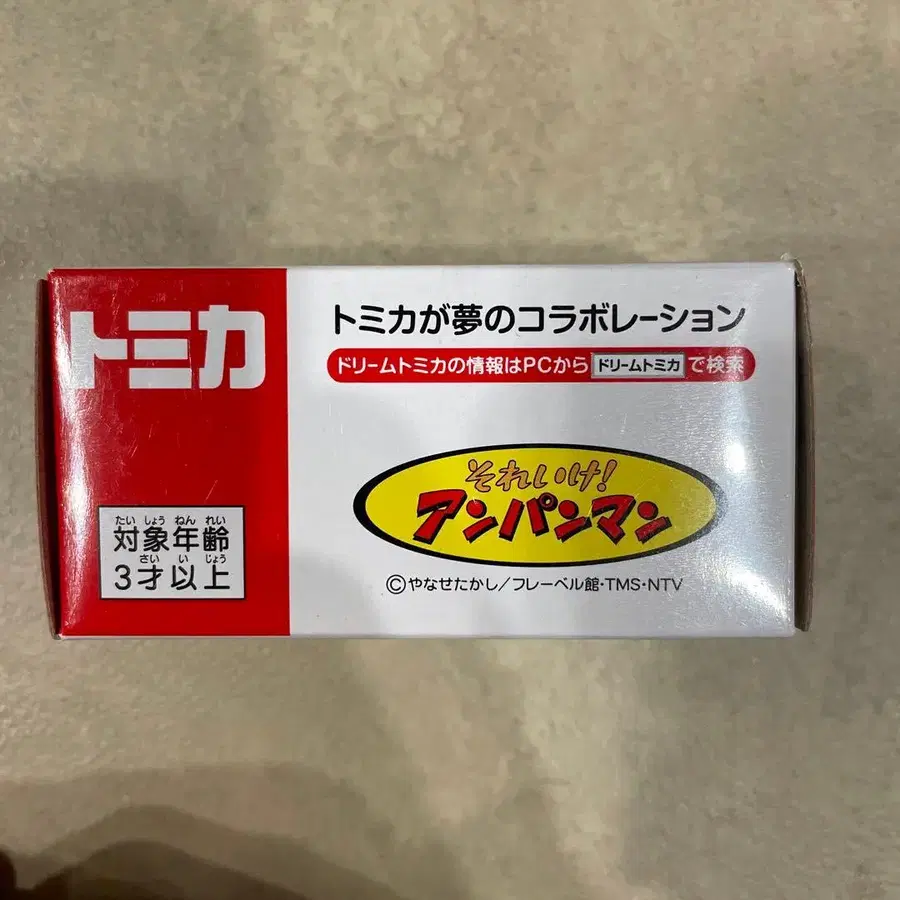 トミカ
トミカが夢のコラボレーション
ドリームトミカの情報はPCから ドリームトミカ で検索
それいけ!
アンパンマン
たいしょうねんれい
対象年齢
さいいじょう
3才以上
©やなせたかし/フレーベル館・TMS・NTV